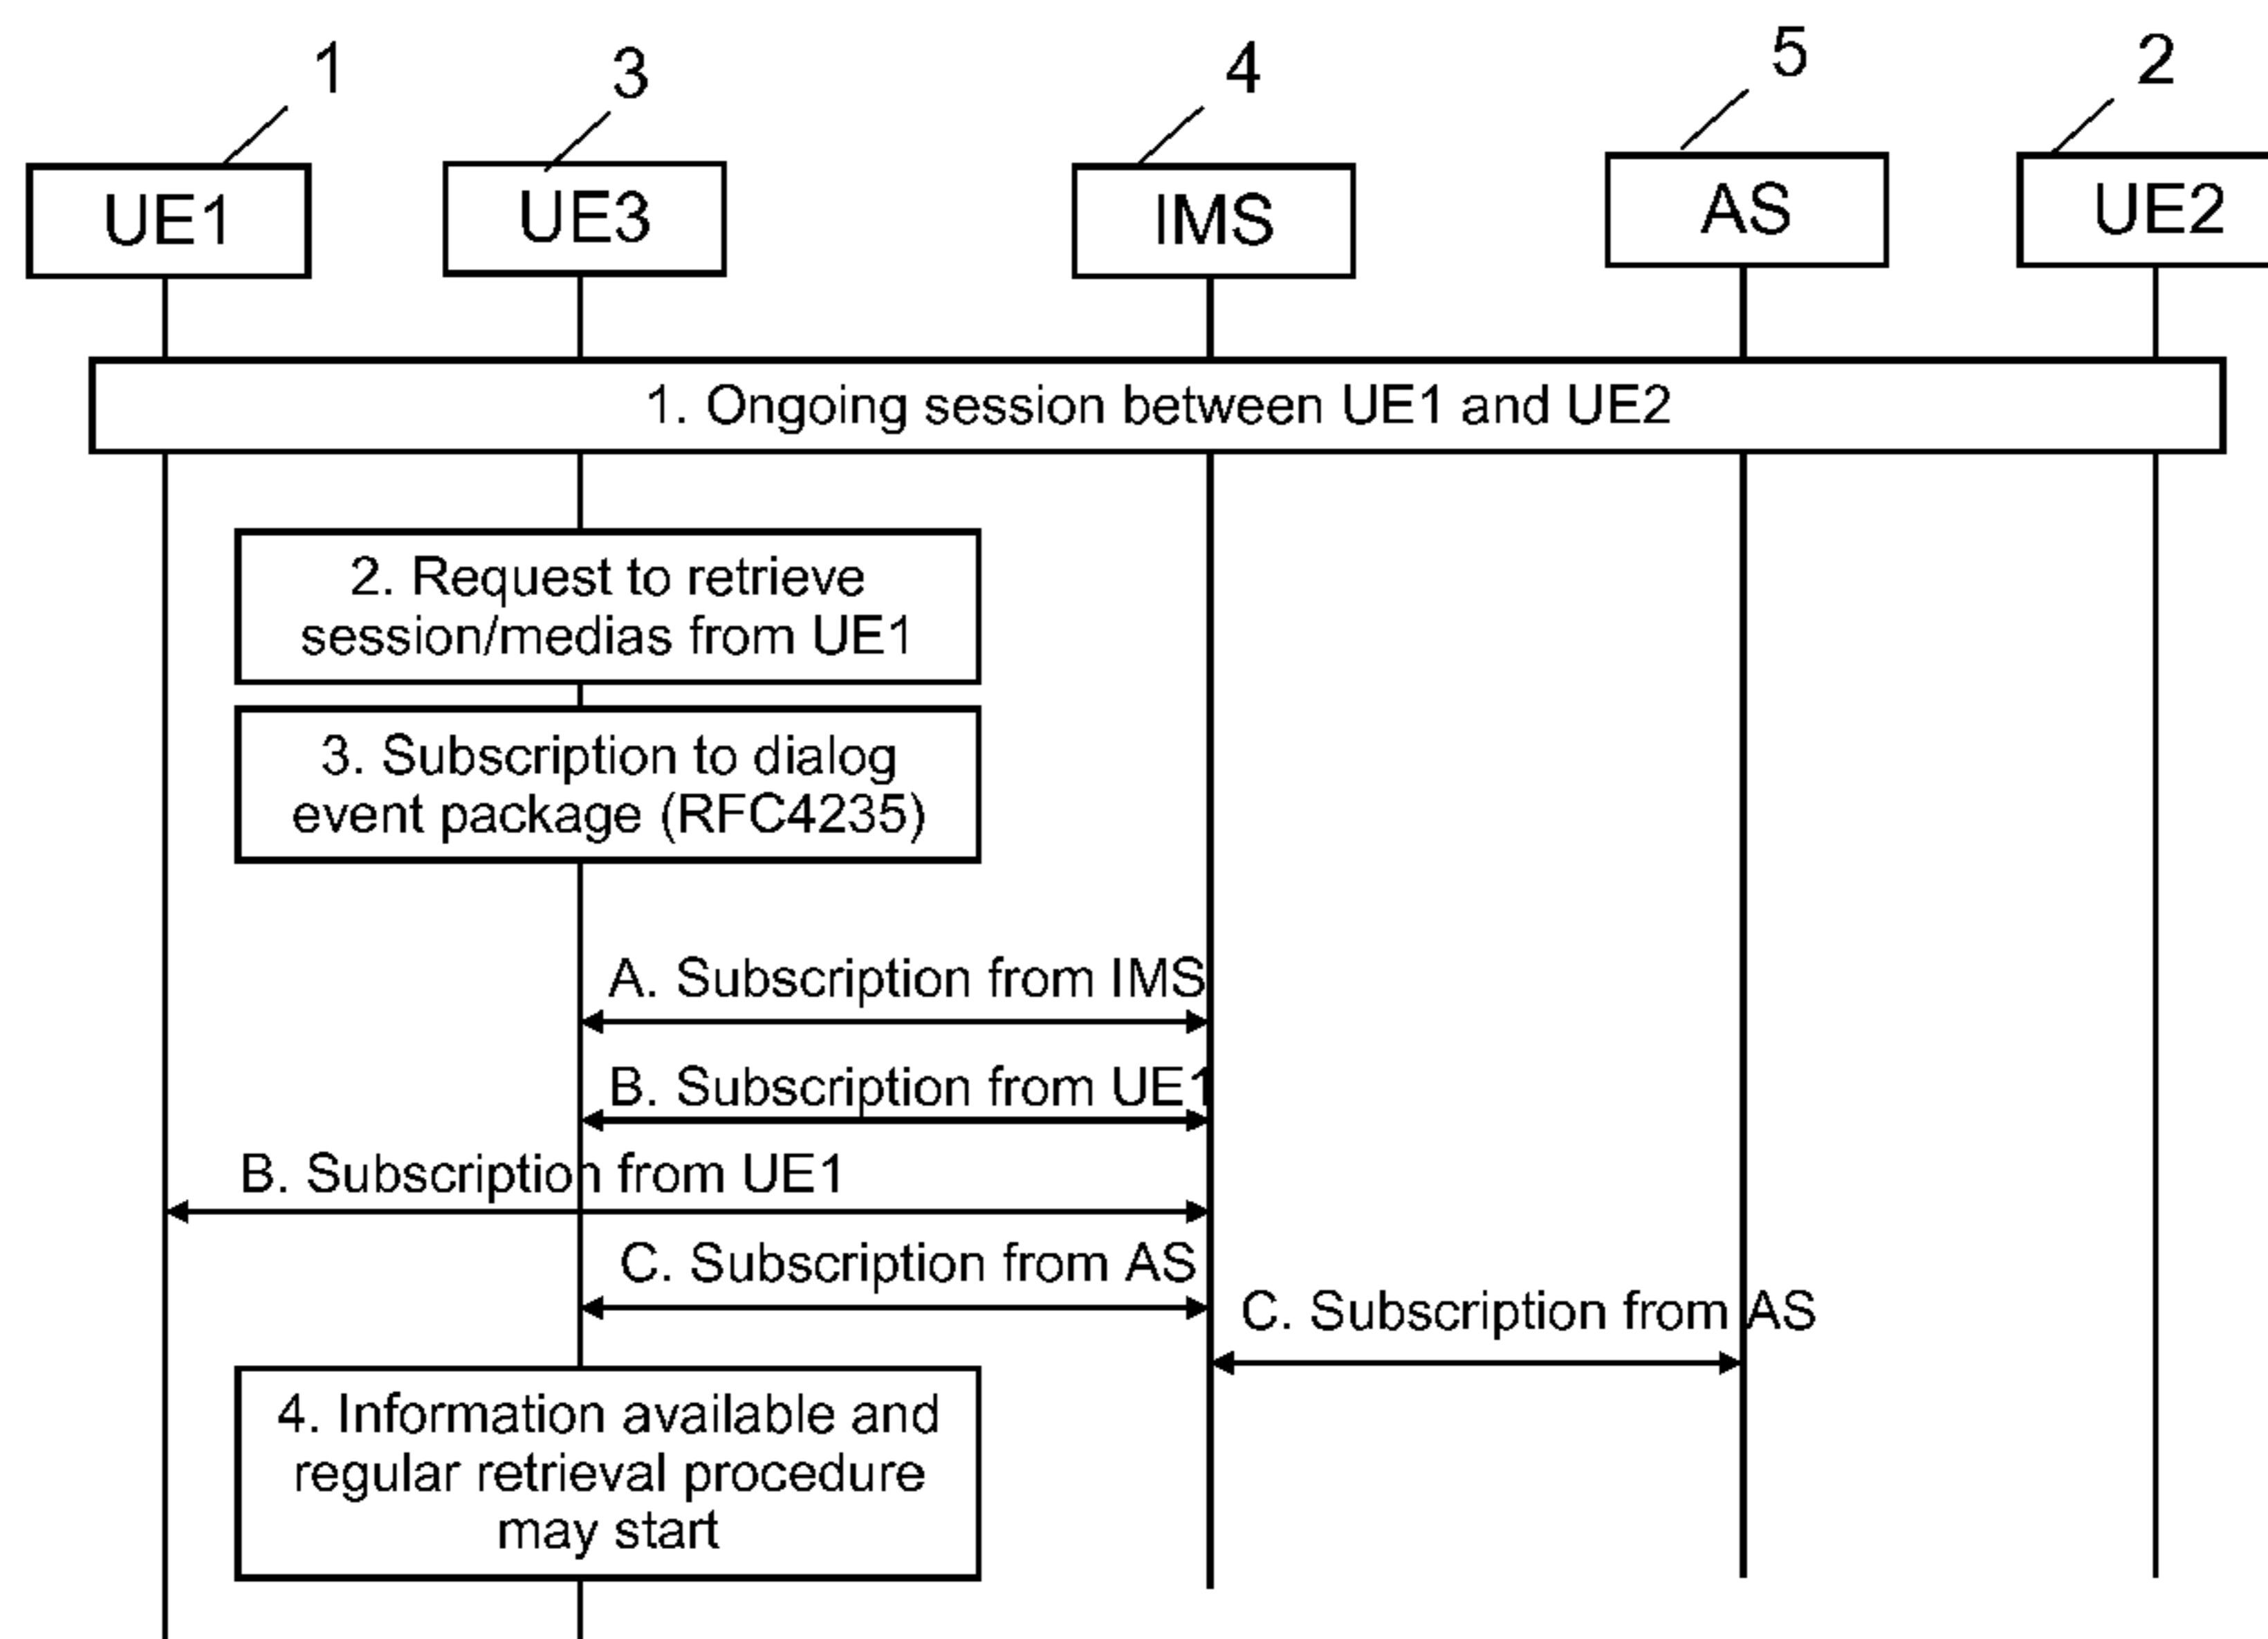 1
3
4
5
2
UE1
UE3
IMS
AS
UE2
1. Ongoing session between UE1 and UE2
2. Request to retrieve
session/medias from UE1
3. Subscription to dialog
event package (RFC4235)
A. Subscription from IMS
B. Subscription from UE1
B. Subscription from UE1
C. Subscription from AS
C. Subscription from AS
4. Information available and
regular retrieval procedure
may start